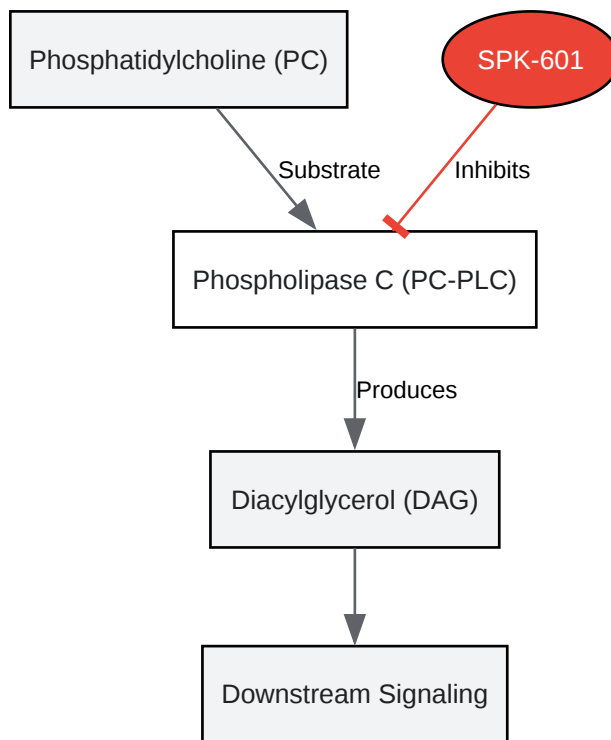 Phosphatidylcholine (PC)
SPK-601
Substrate
Inhibits
Phospholipase C (PC-PLC)
Produces
Diacylglycerol (DAG)
Downstream Signaling